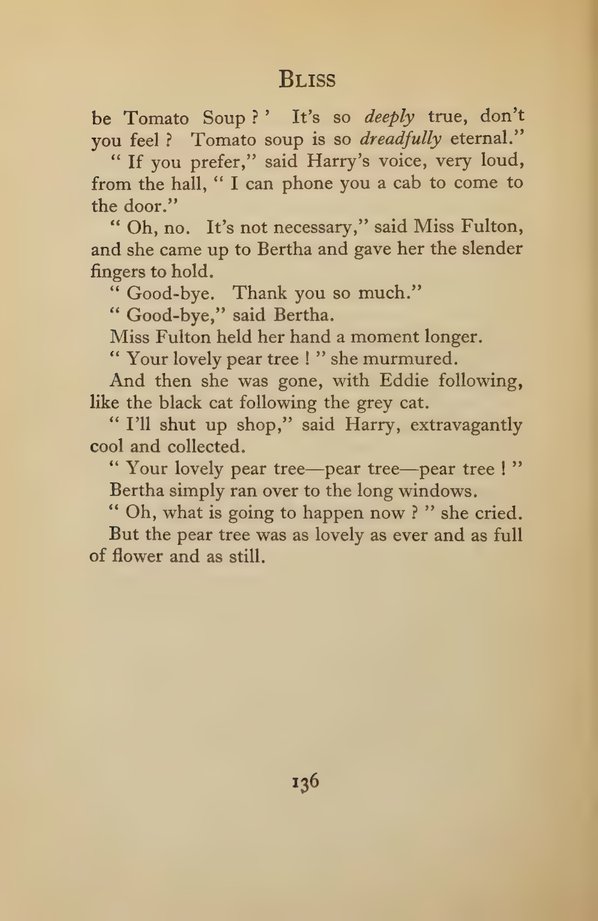 Bliss
be Tomato Soup ? ’ It’s so deeply true, don’t
you feel ? Tomato soup is so dreadfully eternal.”
“ If you prefer,” said Harry’s voice, very loud,
from the hall, “ I can phone you a cab to come to
the door.”
“ Oh, no. It’s not necessary,” said Miss Fulton,
and she came up to Bertha and gave her the slender
fingers to hold.
“ Good-bye. Thank you so much.”
“ Good-bye,” said Bertha.
Miss Fulton held her hand a moment longer.
“ Your lovely pear tree ! ” she murmured.
And then she was gone, with Eddie following,
like the black cat following the grey cat.
“ I’ll shut up shop,” said Harry, extravagantly
cool and collected.
“ Your lovely pear tree—pear tree—pear tree ! ”
Bertha simply ran over to the long windows.
“ Oh, what is going to happen now ? ” she cried.
But the pear tree was as lovely as ever and as full
of flower and as still.
136